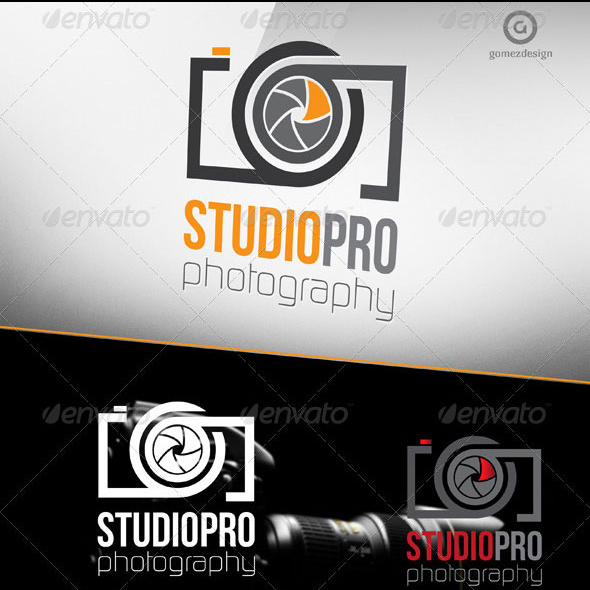 envato envato envato
G
gomezdesign
envato envato envato
STUDIOPRO
photography
envato envato envato
STUDIOPRO
photography
STUDIOPRO
photography